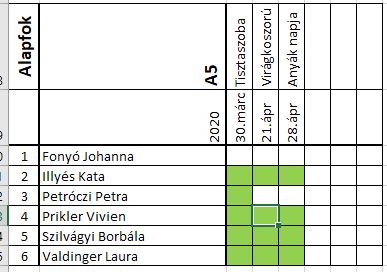 Alapfok A5 Tisztaszoba Virágkoszorú Anyák napja
2020 30.márc 21.ápr 28.ápr
1 Fonyó Johanna
2 Illyés Kata
3 Petróczi Petra
4 Prikler Vivien
5 Szilvágyi Borbála
6 Valdinger Laura